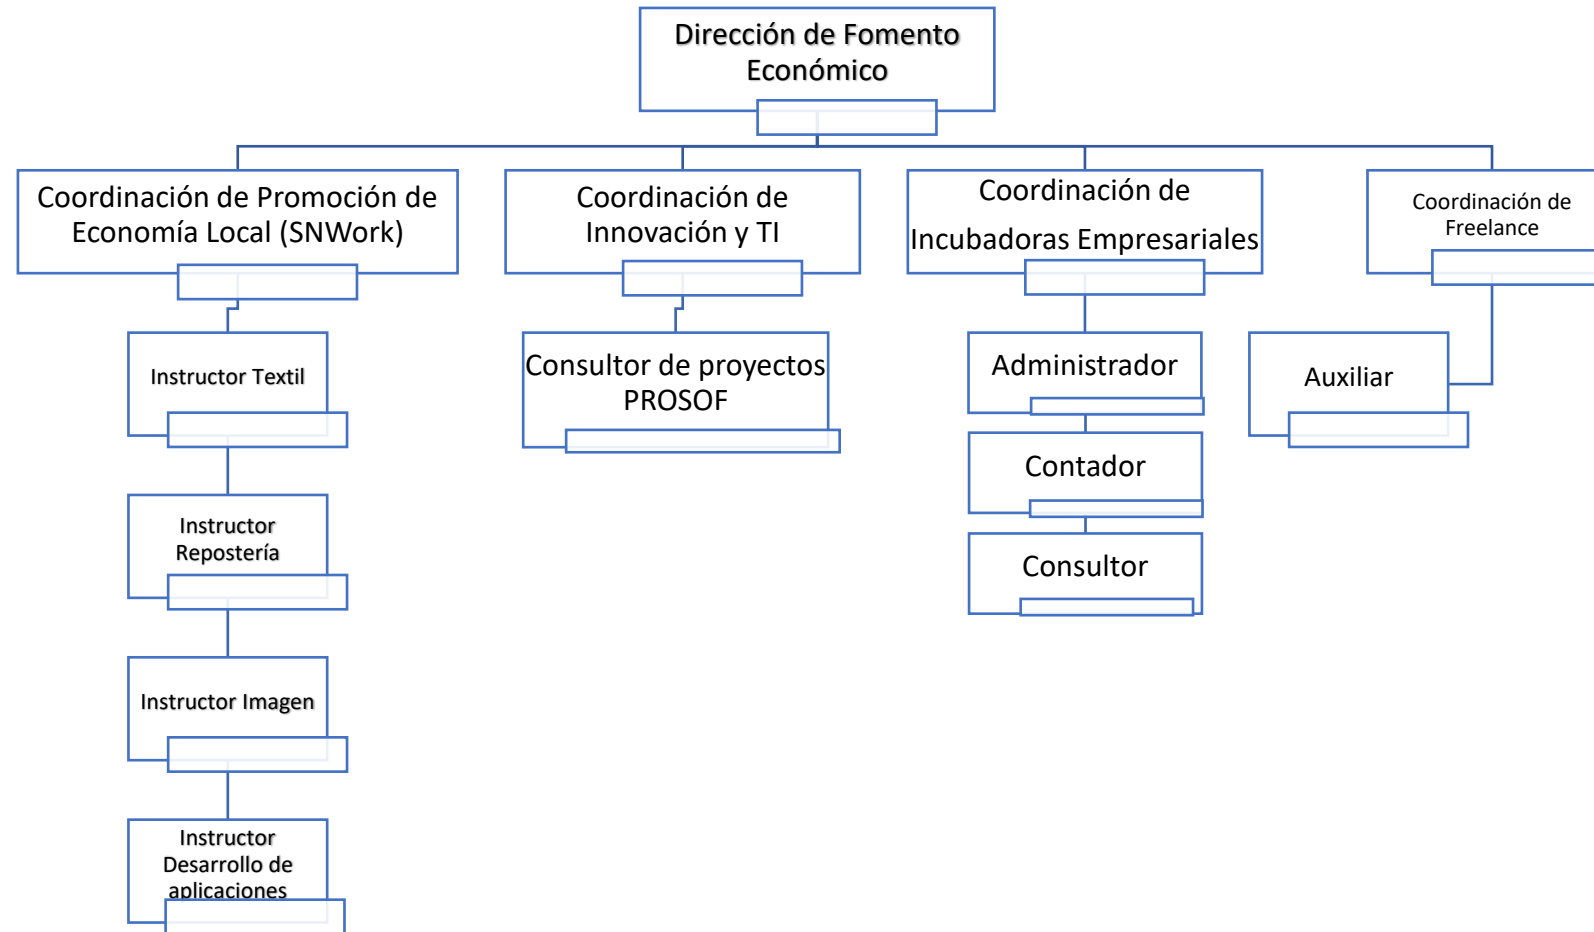 Dirección de Fomento
Económico
Coordinación de Promoción de
Economía Local (SNWork)
Coordinación de
Innovación y TI
Coordinación de
Incubadoras Empresariales
Coordinación de
Freelance
Instructor Textil
Consultor de proyectos
PROSOF
Administrador
Auxiliar
Contador
Instructor
Repostería
Consultor
Instructor Imagen
Instructor
Desarrollo de
aplicaciones